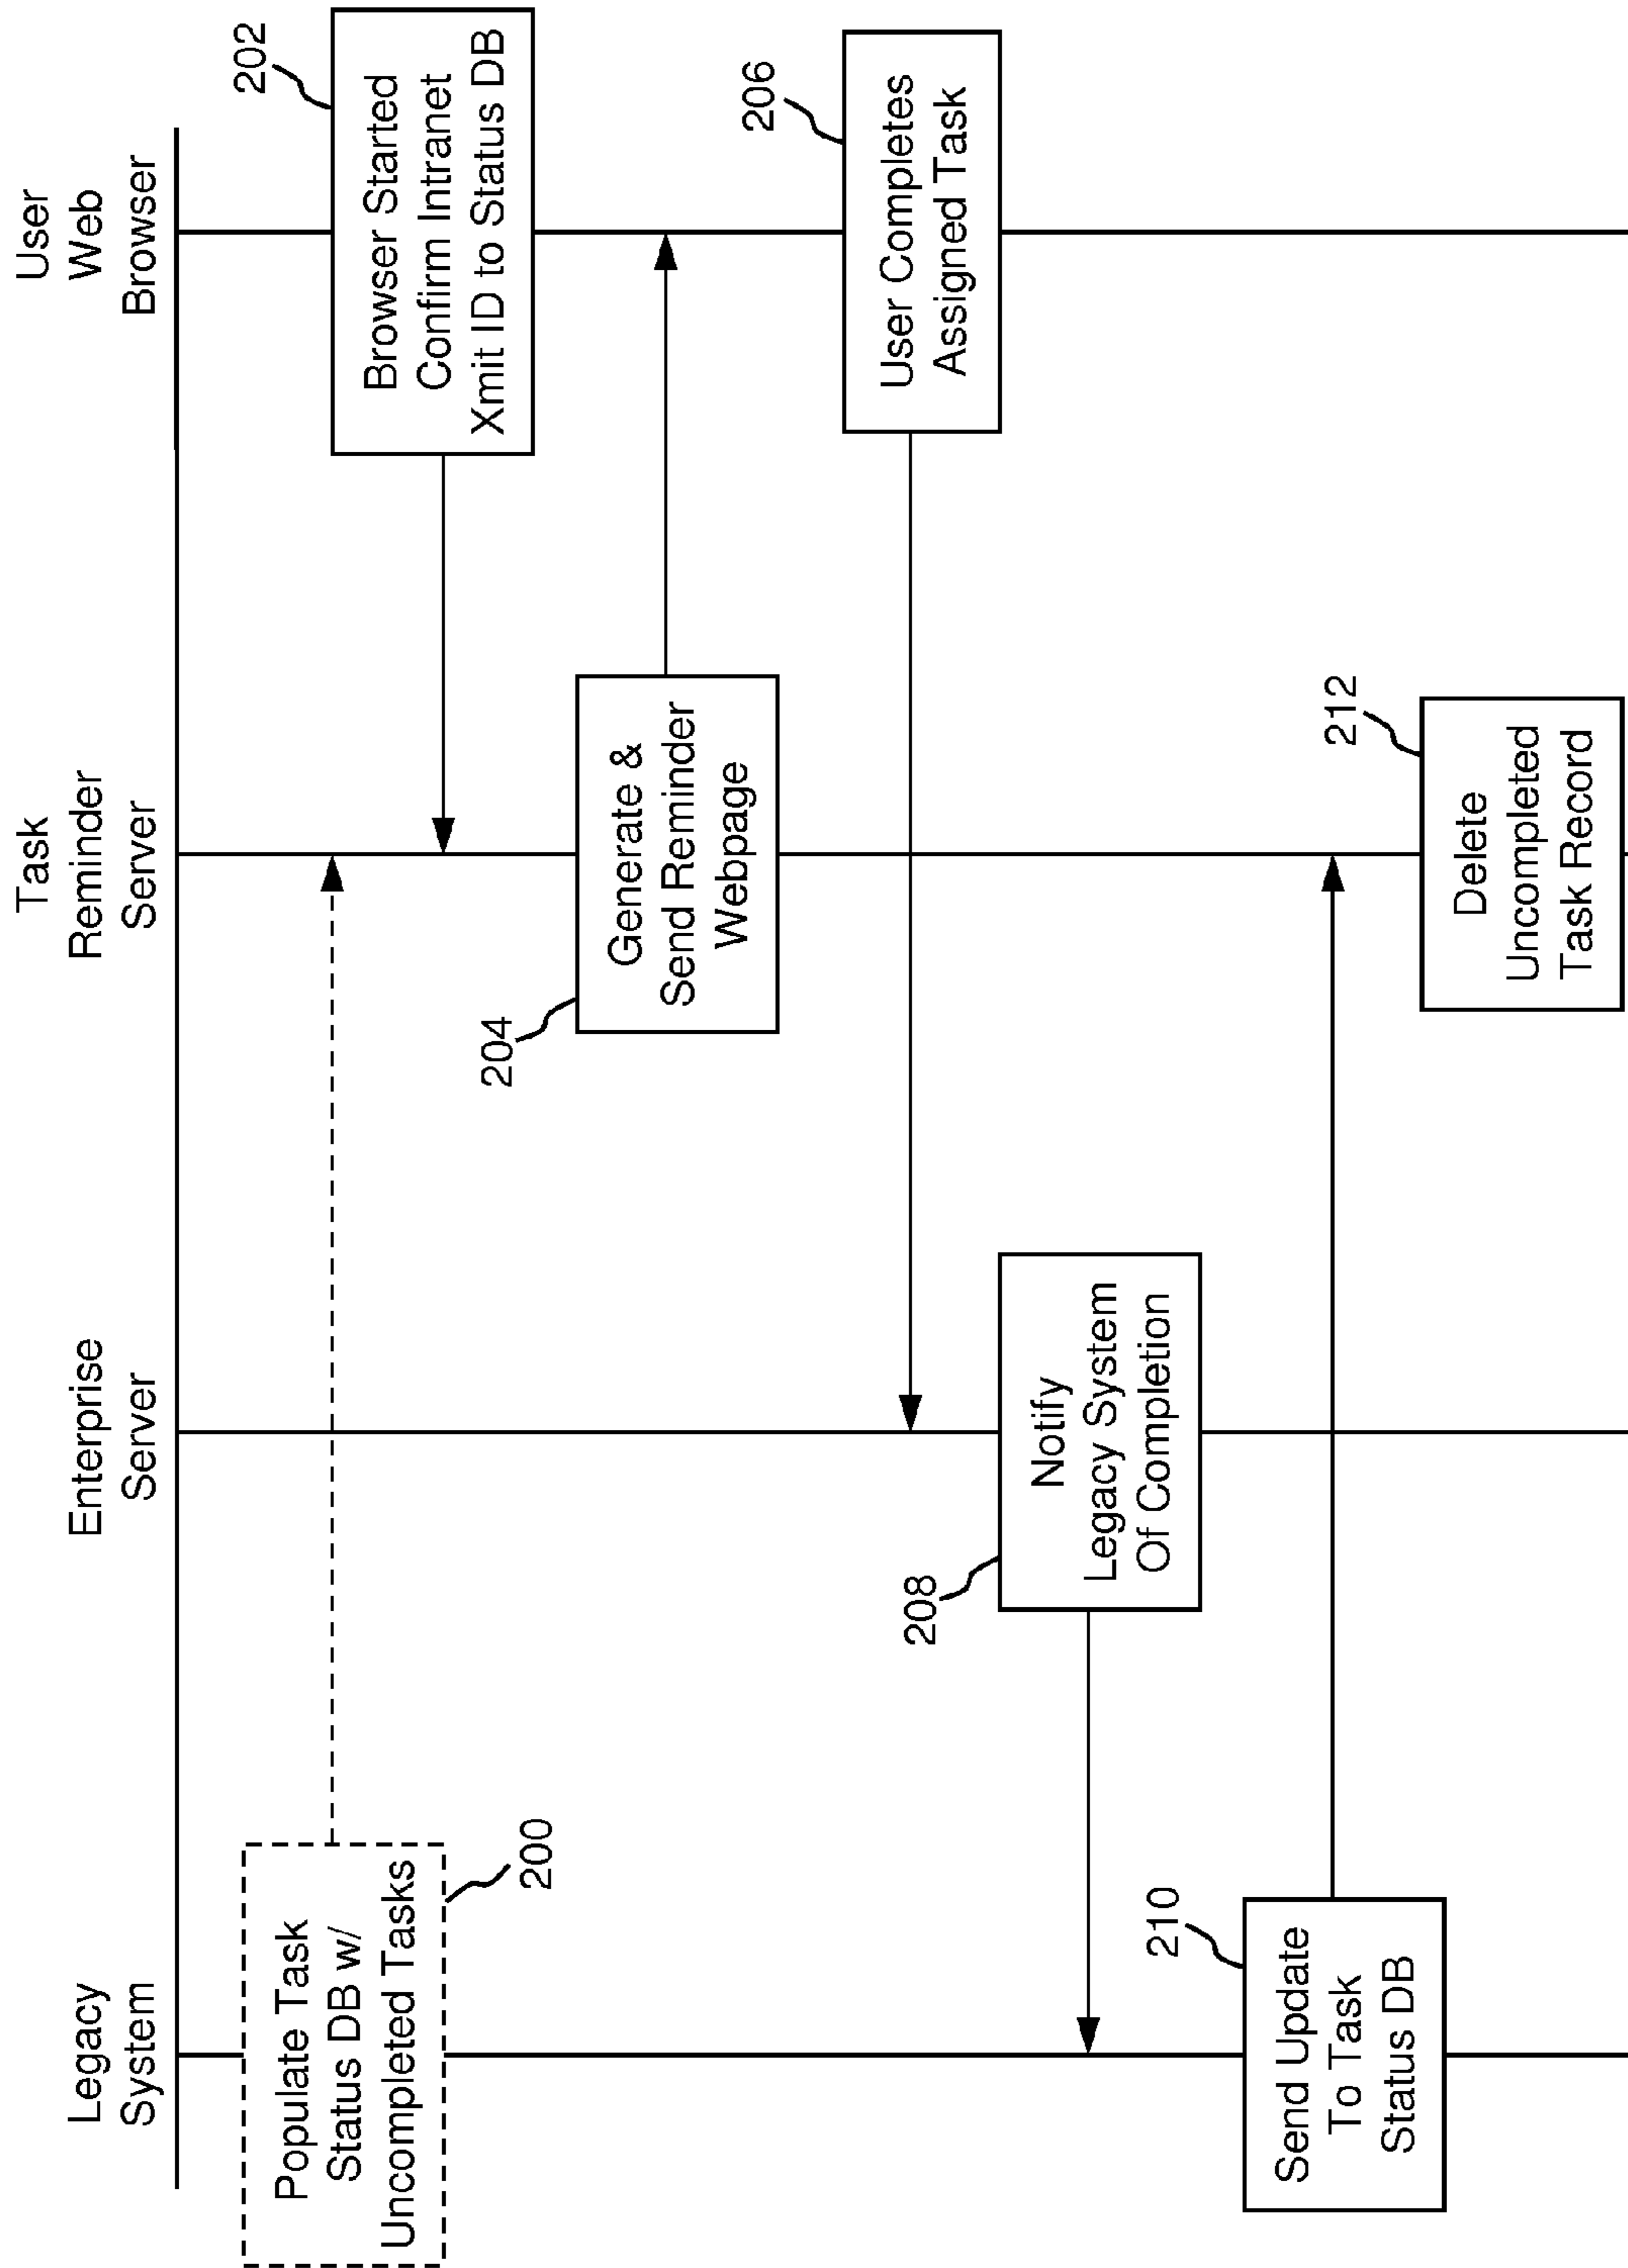 Legacy
System
Enterprise
Server
Task
Reminder
Server
User
Web
Browser
Populate Task
Status DB w/
Uncompleted Tasks
200
202
Browser Started
Confirm Intranet
Xmit ID to Status DB
204
Generate &
Send Reminder
Webpage
206
User Completes
Assigned Task
208
Notify
Legacy System
Of Completion
210
Send Update
To Task
Status DB
212
Delete
Uncompleted
Task Record